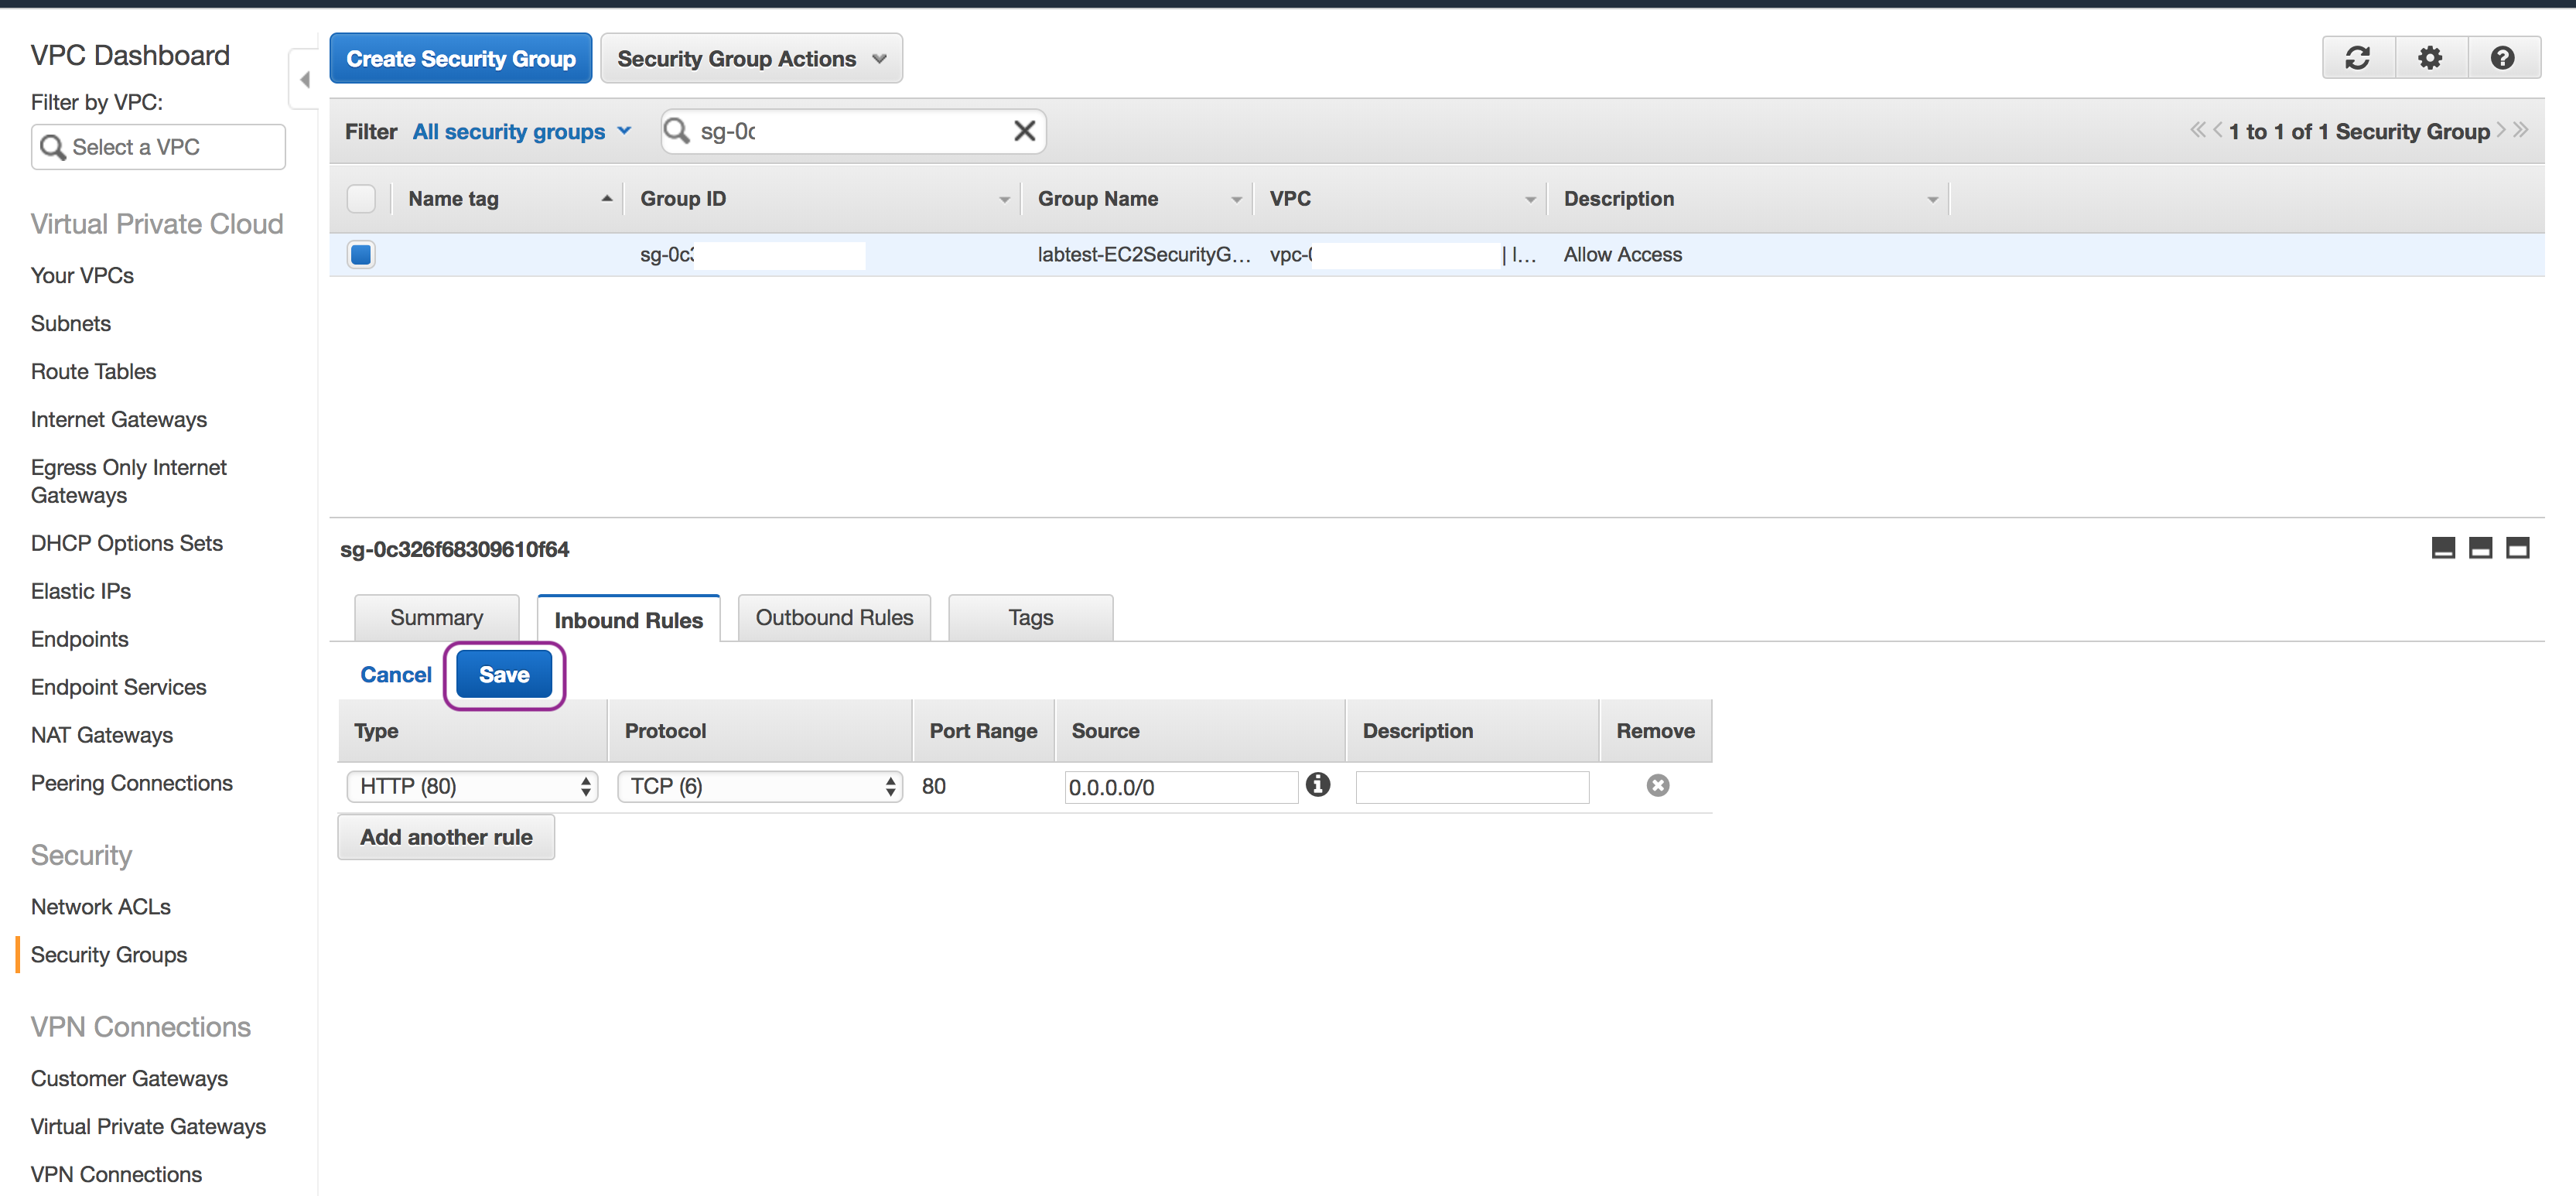 VPC Dashboard
Filter by VPC:
Select a VPC
Virtual Private Cloud
Your VPCs
Subnets
Route Tables
Internet Gateways
Egress Only Internet
Gateways
DHCP Options Sets
Elastic IPs
Endpoints
Endpoint Services
NAT Gateways
Peering Connections
Security
Network ACLs
Security Groups
VPN Connections
Customer Gateways
Virtual Private Gateways
VPN Connections
Create Security Group Security Group Actions
Filter All security groups sg-0c 1 to 1 of 1 Security Group
Name tag Group ID Group Name VPC Description
sg-0c3 labtest-EC2SecurityG... vpc-0 | l... Allow Access
sg-0c326f68309610f64
Summary Inbound Rules Outbound Rules Tags
Cancel Save
Type Protocol Port Range Source Description Remove
HTTP (80) TCP (6) 80 0.0.0.0/0
Add another rule